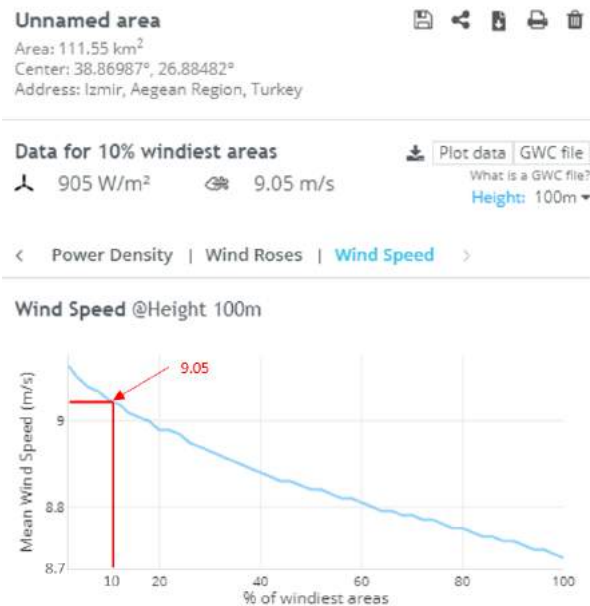 Unnamed area
Area: 111.55 km²
Center: 38.86987°, 26.88482°
Address: Izmir, Aegean Region, Turkey
Data for 10% windiest areas
Plot data GWC file
905 W/m² 9.05 m/s
What is a GWC file?
Height: 100m
< Power Density | Wind Roses | Wind Speed >
Wind Speed @Height 100m
9.05
Mean Wind Speed (m/s)
9
8.8
8.7
10 20 40 60 80 100
% of windiest areas